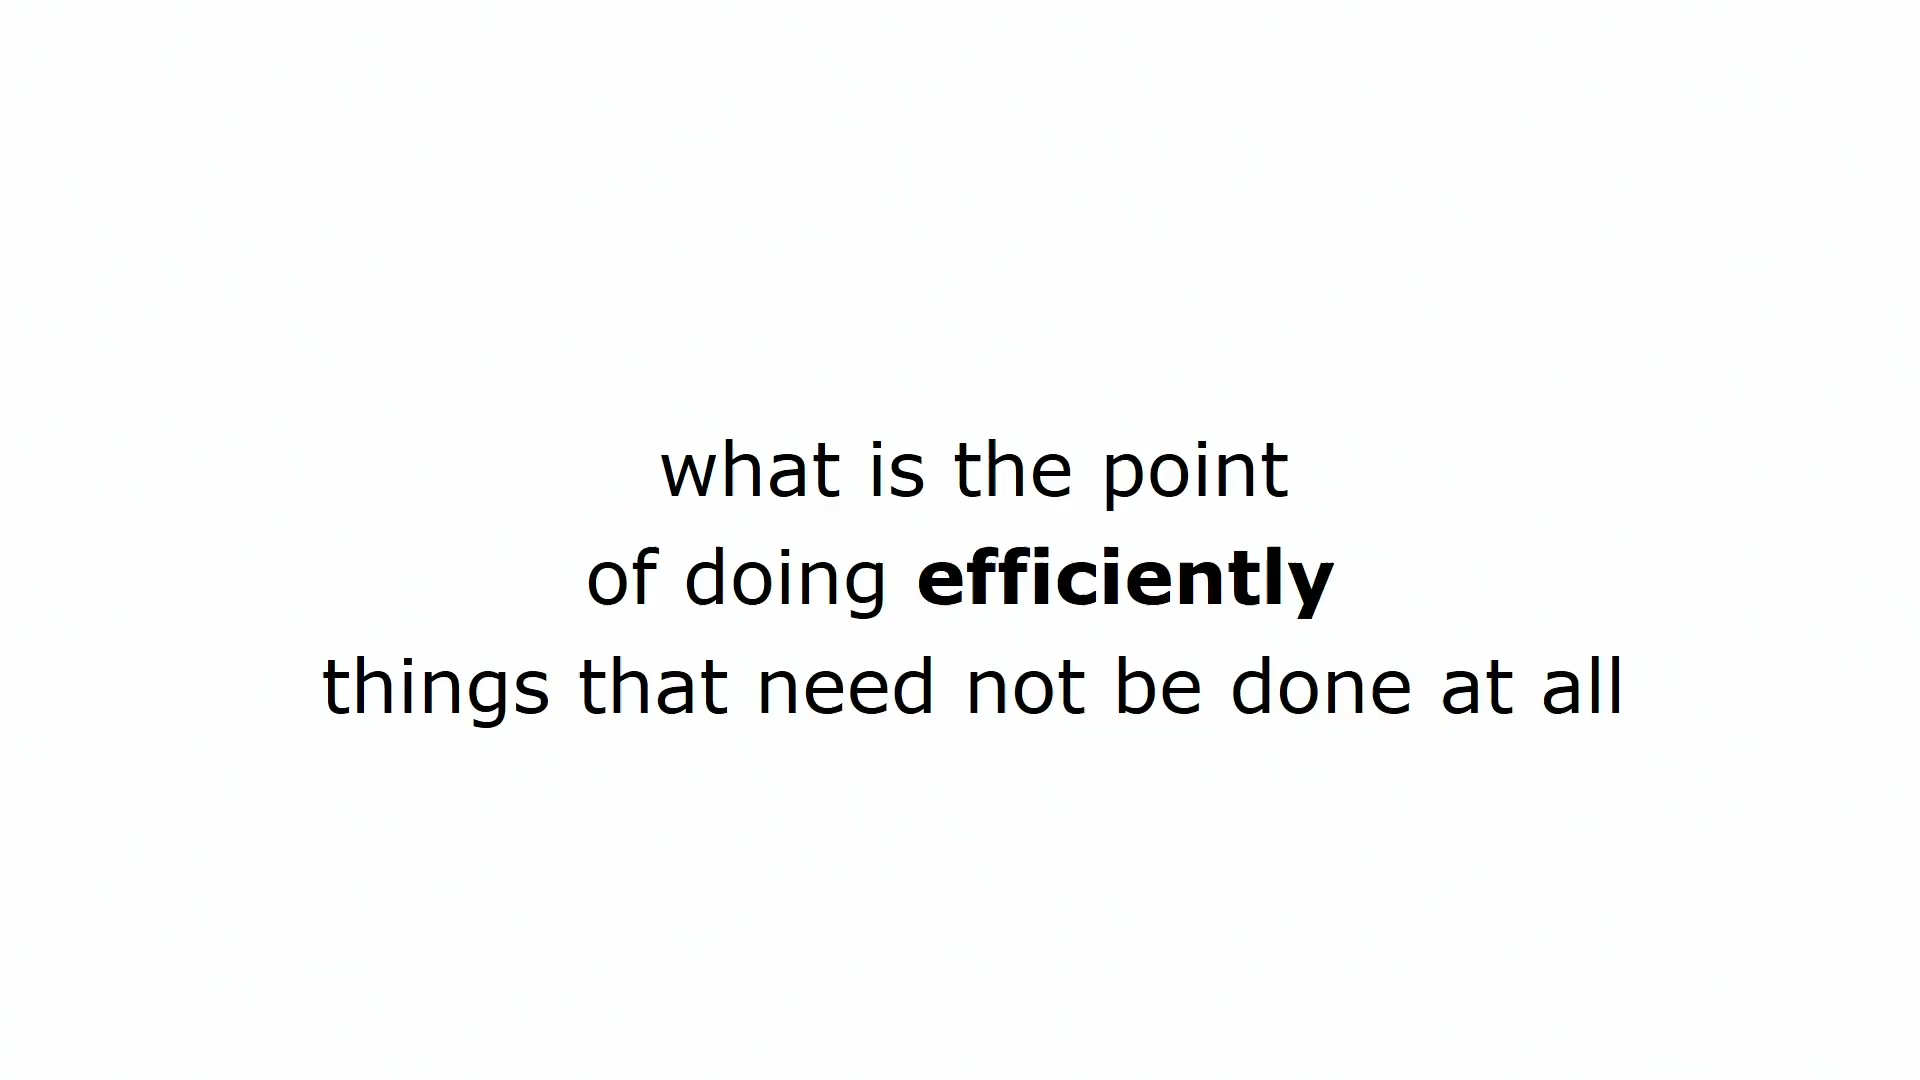 what is the point
of doing efficiently
things that need not be done at all